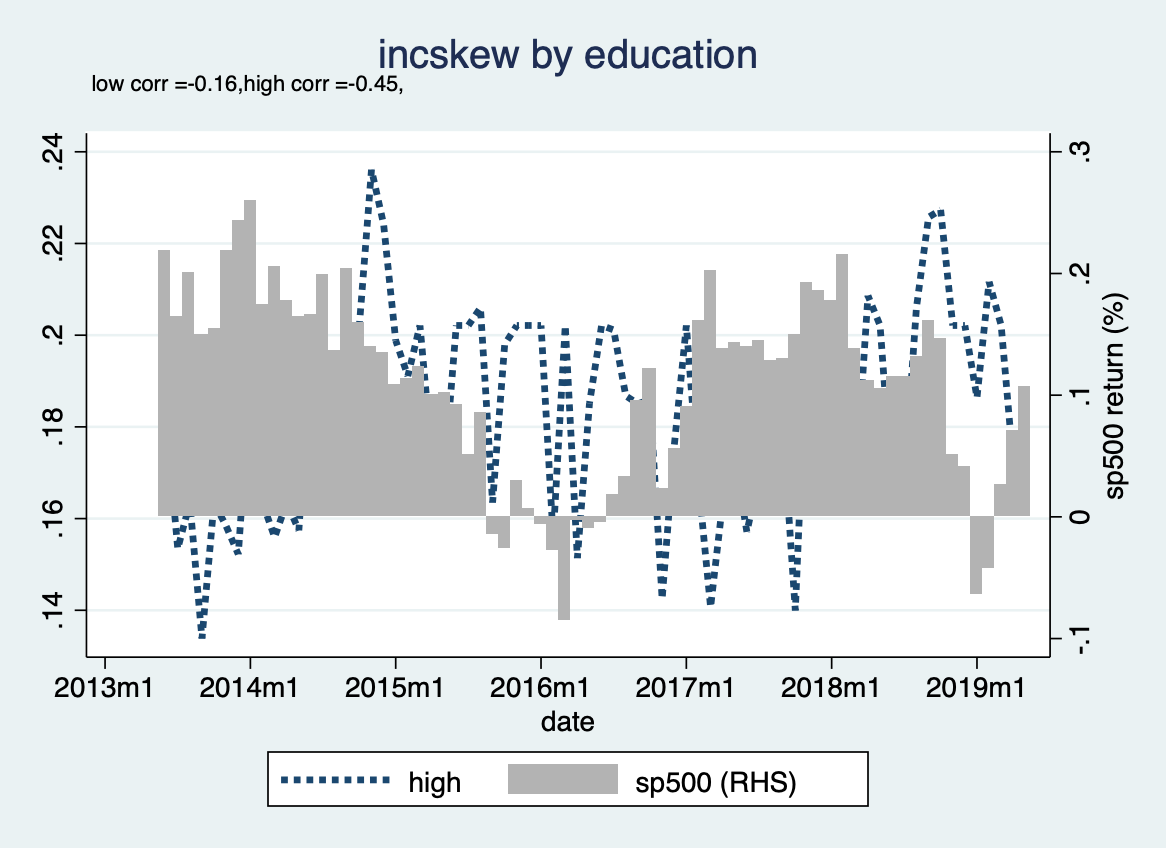 incskew by education
low corr =-0.16,high corr =-0.45,
.24
.22
.2
.18
.16
.14
.3
.2
.1
0
-.1
sp500 return (%)
2013m1 2014m1 2015m1 2016m1 2017m1 2018m1 2019m1
date
high sp500 (RHS)